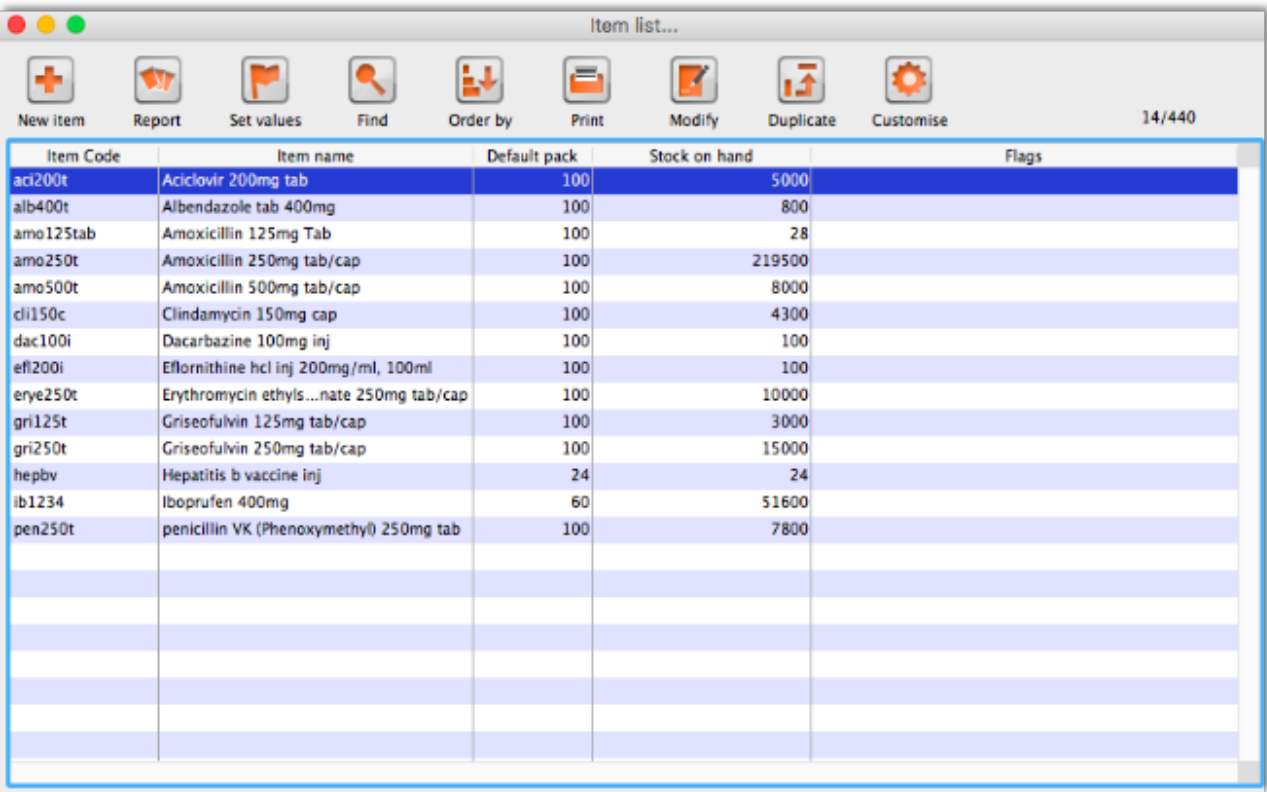 Item list...
New item Report Set values Find Order by Print Modify Duplicate Customise 14/440
Item Code Item name Default pack Stock on hand Flags
aci200t Aciclovir 200mg tab 100 5000
alb400t Albendazole tab 400mg 100 800
amo125tab Amoxicillin 125mg Tab 100 28
amo250t Amoxicillin 250mg tab/cap 100 219500
amo500t Amoxicillin 500mg tab/cap 100 8000
cli150c Clindamycin 150mg cap 100 4300
dac100i Dacarbazine 100mg inj 100 100
efl200i Eflornithine hcl inj 200mg/ml, 100ml 100 100
erye250t Erythromycin ethyls...nate 250mg tab/cap 100 10000
gri125t Griseofulvin 125mg tab/cap 100 3000
gri250t Griseofulvin 250mg tab/cap 100 15000
hepbv Hepatitis b vaccine inj 24 24
ib1234 Iboprufen 400mg 60 51600
pen250t penicillin VK (Phenoxymethyl) 250mg tab 100 7800